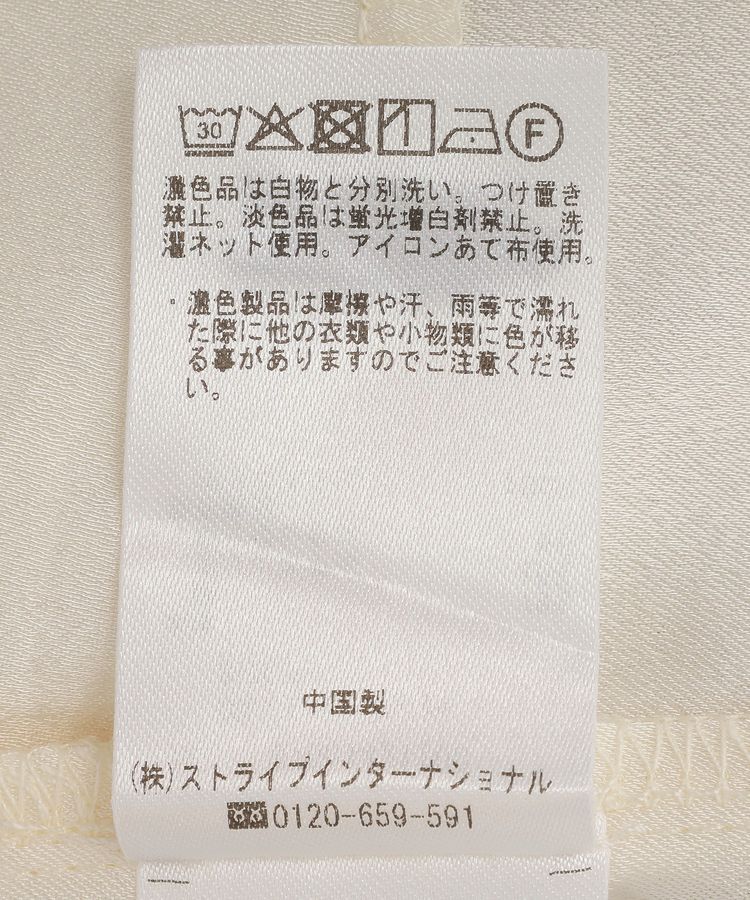 30 F
濃色品は白物と分別洗い。つけ置き
禁止。淡色品は蛍光増白剤禁止。洗
濯ネット使用。アイロンあて布使用。
・濃色製品は摩擦や汗、雨等で濡れ
た際に他の衣類や小物類に色が移
る事がありますのでご注意くださ
い。
中国製
(株)ストライプインターナショナル
0120-659-591